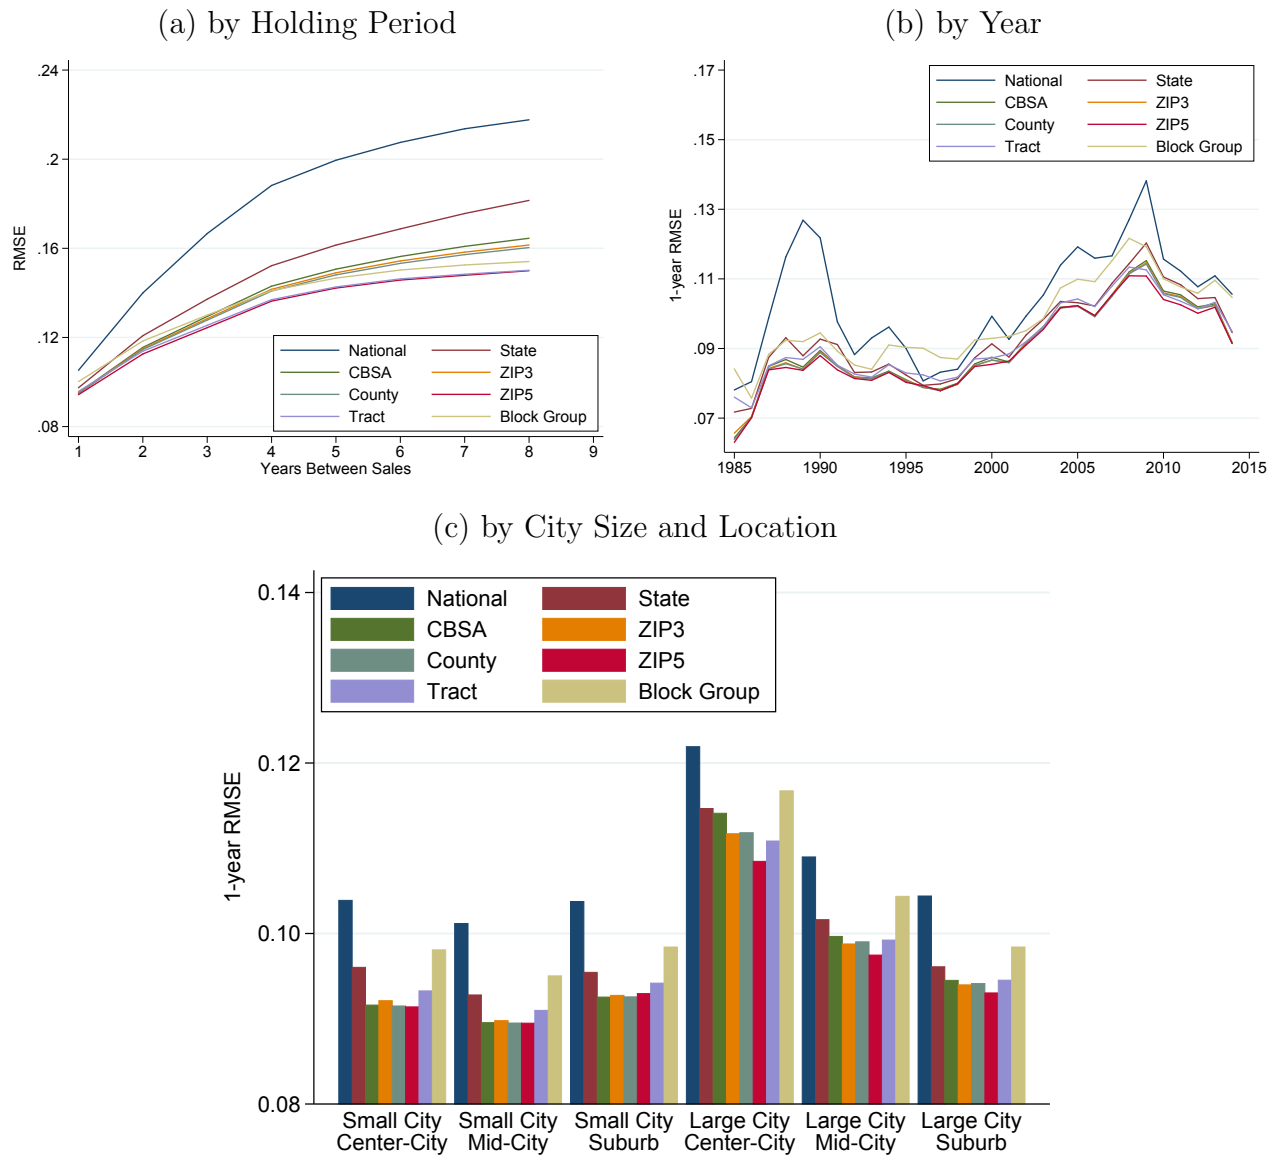 (a) by Holding Period
.24
.2
.16
.12
.08
RMSE
National
State
CBSA
ZIP3
County
ZIP5
Tract
Block Group
1 2 3 4 5 6 7 8 9
Years Between Sales
(b) by Year
.17
.15
.13
.11
.09
.07
1-year RMSE
National
State
CBSA
ZIP3
County
ZIP5
Tract
Block Group
1985 1990 1995 2000 2005 2010 2015
(c) by City Size and Location
0.14
0.12
0.10
0.08
1-year RMSE
National
State
CBSA
ZIP3
County
ZIP5
Tract
Block Group
Small City
Center-City
Small City
Mid-City
Small City
Suburb
Large City
Center-City
Large City
Mid-City
Large City
Suburb